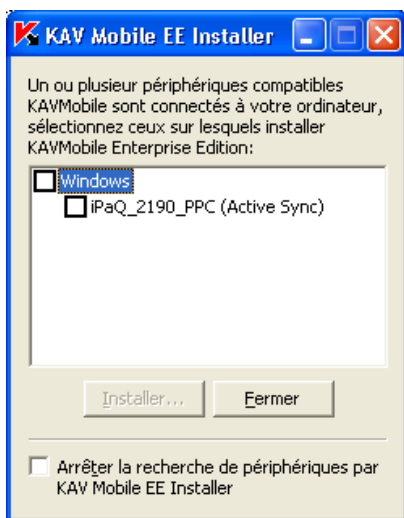 KAV Mobile EE Installer
Un ou plusieur périphériques compatibles
KAVMobile sont connectés à votre ordinateur,
sélectionnez ceux sur lesquels installer
KAVMobile Enterprise Edition:
Windows
iPaQ_2190_PPC (Active Sync)
Installer... Fermer
Arrêter la recherche de périphériques par
KAV Mobile EE Installer